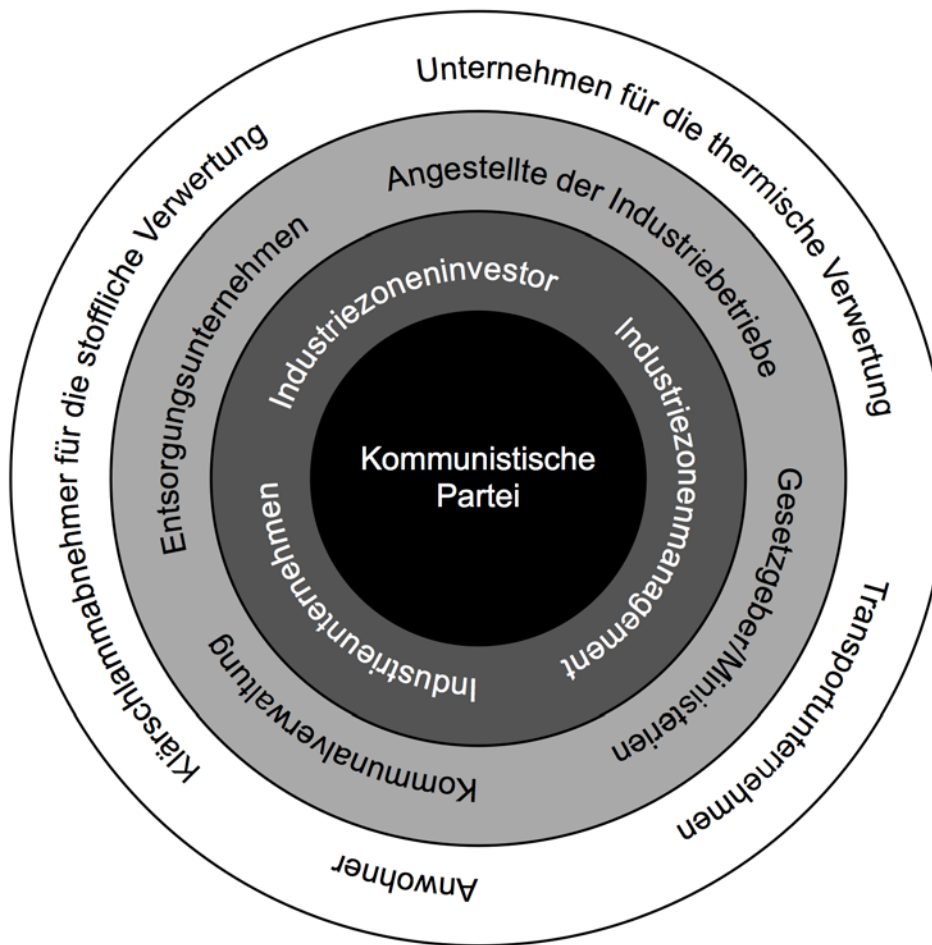 Unternehmen für die thermische Verwertung
Klärschlammabnehmer für die stoffliche Verwertung
Transportunternehmen
Anwohner
Angestellte der Industriebetriebe
Entsorgungsunternehmen
Gesetzgeber/Ministerien
Kommunalverwaltung
Industriezoneninvestor
Industriezonenmanagement
Industrieunternehmen
Kommunistische
Partei